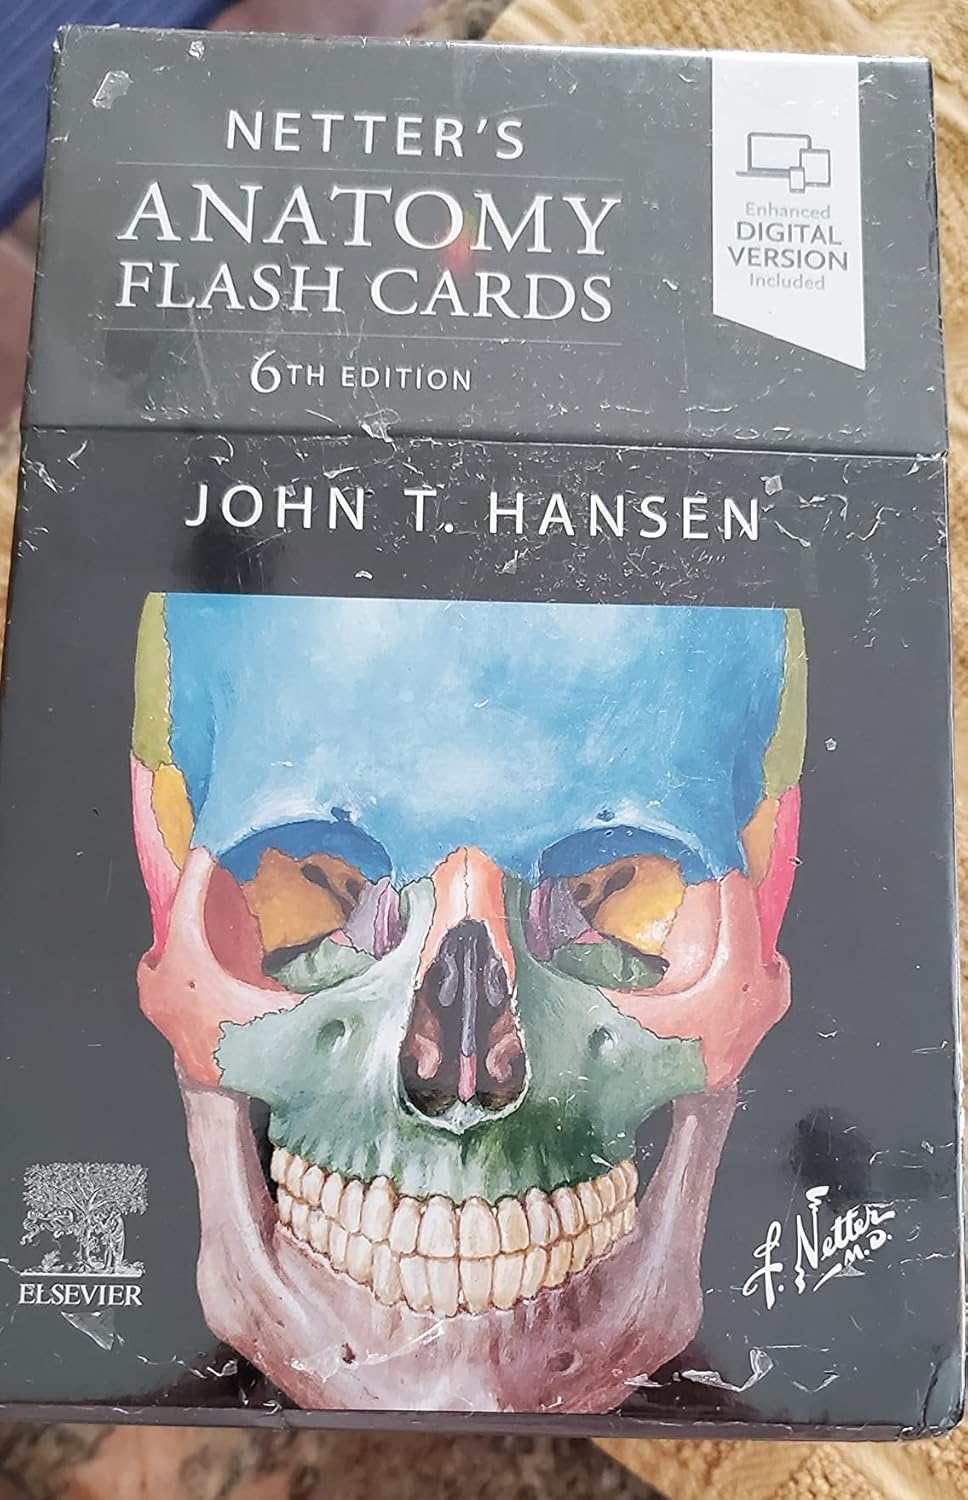 NETTER'S
ANATOMY
FLASH CARDS
6TH EDITION
Enhanced
DIGITAL
VERSION
Included
JOHN T. HANSEN
ELSEVIER
F. Netter
M.D.